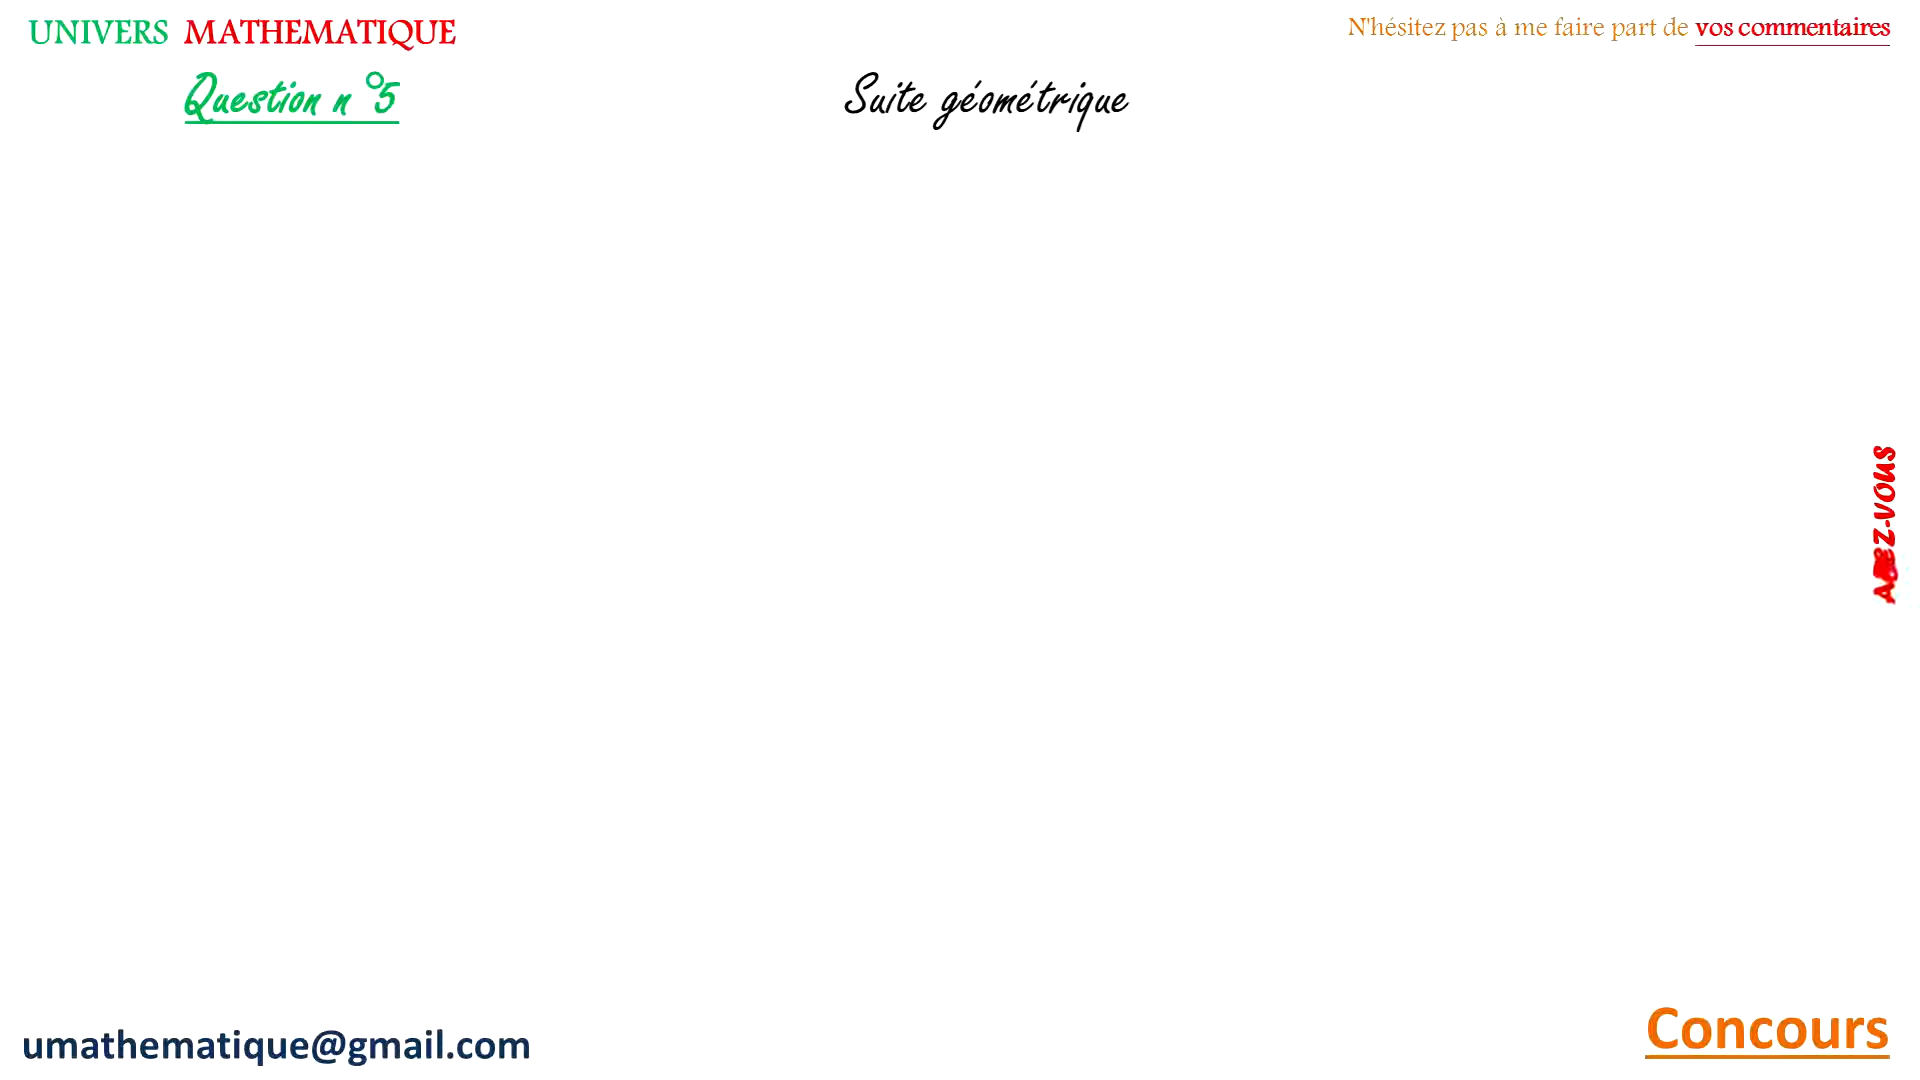 UNIVERS MATHEMATIQUE
N'hésitez pas à me faire part de vos commentaires
Question n°5
Suite géométrique
umathematique@gmail.com
Concours